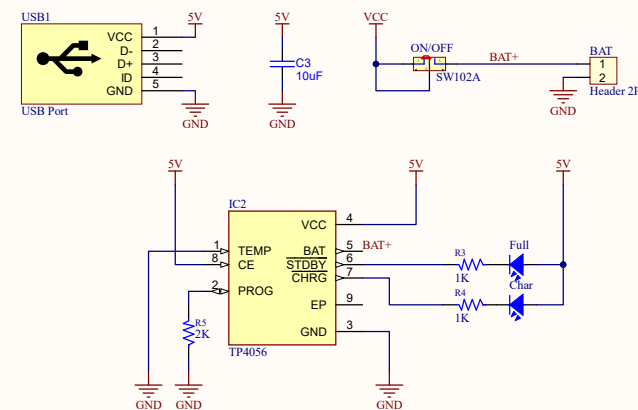 USB1
VCC 1
D- 2
D+ 3
ID 4
GND 5
USB Port
5V
GND
5V
C3
10uF
GND
VCC
ON/OFF
SW102A
BAT+
BAT
1
2
Header 2P
GND
5V
5V
5V
IC2
VCC 4
1 TEMP
BAT 5 BAT+
8 CE
STDBY 6
CHRG 7
2 PROG
EP 9
GND 3
TP4056
R5
2K
R3
1K
Full
R4
1K
Char
GND
GND
GND